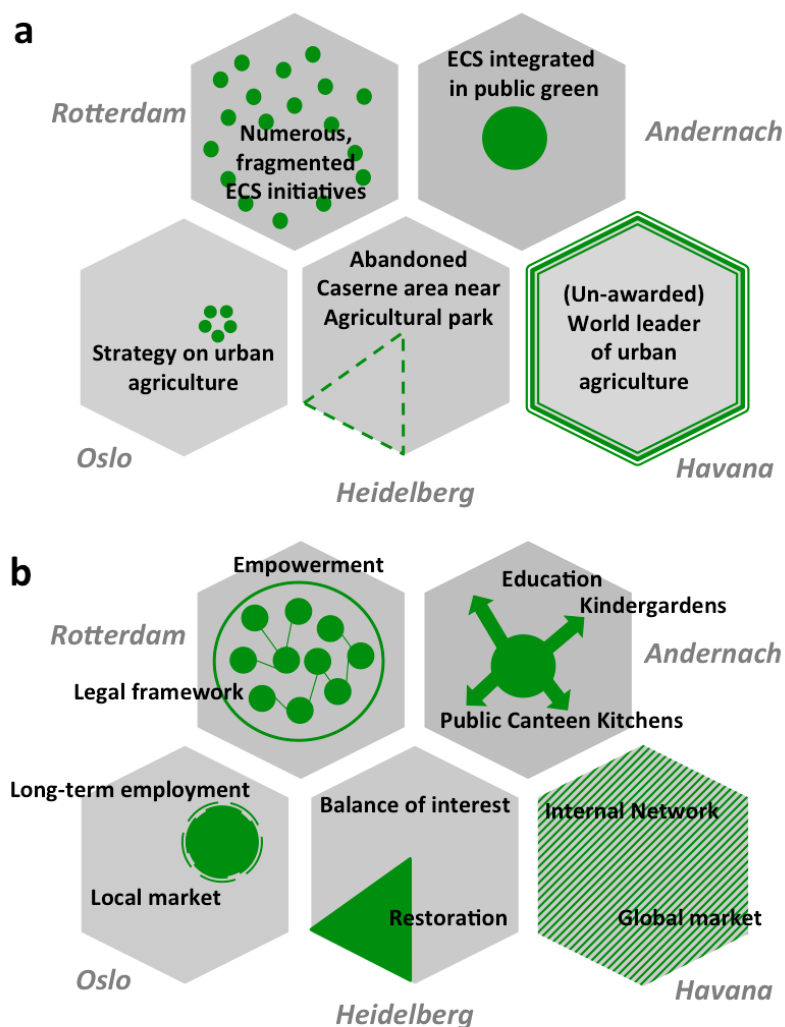 a
Rotterdam
Numerous,
fragmented
ECS initiatives
ECS integrated
in public green
Andernach
Strategy on urban
agriculture
Oslo
Abandoned
Caserne area near
Agricultural park
Heidelberg
(Un-awarded)
World leader
of urban
agriculture
Havana
b
Rotterdam
Empowerment
Legal framework
Education
Kindergardens
Public Canteen Kitchens
Andernach
Long-term employment
Local market
Oslo
Balance of interest
Restoration
Heidelberg
Internal Network
Global market
Havana